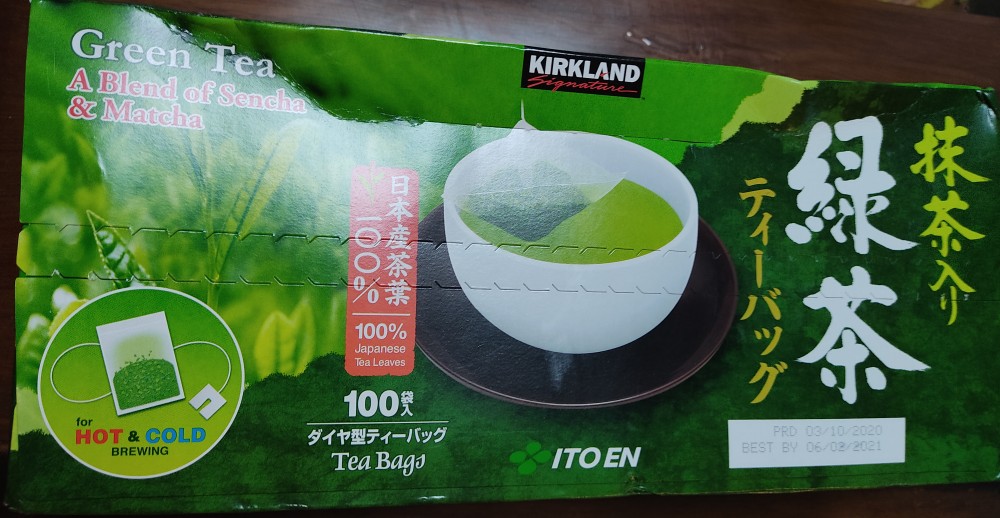 Green Tea
A Blend of Sencha
& Matcha
KIRKLAND
Signature
抹茶入り
緑茶
ティーバッグ
日本産茶葉
一〇〇%
100%
Japanese
Tea Leaves
for
HOT & COLD
BREWING
100袋入
ダイヤ型ティーバッグ
Tea Bags
ITO EN
PRD 03/10/2020
BEST BY 06/02/2021